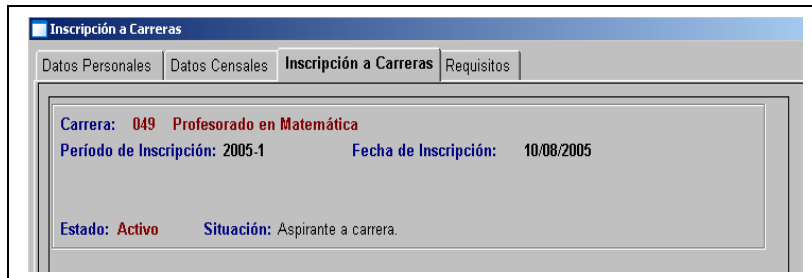 Inscripción a Carreras
Datos Personales Datos Censales Inscripción a Carreras Requisitos
Carrera: 049 Profesorado en Matemática
Período de Inscripción: 2005-1 Fecha de Inscripción: 10/08/2005
Estado: Activo Situación: Aspirante a carrera.